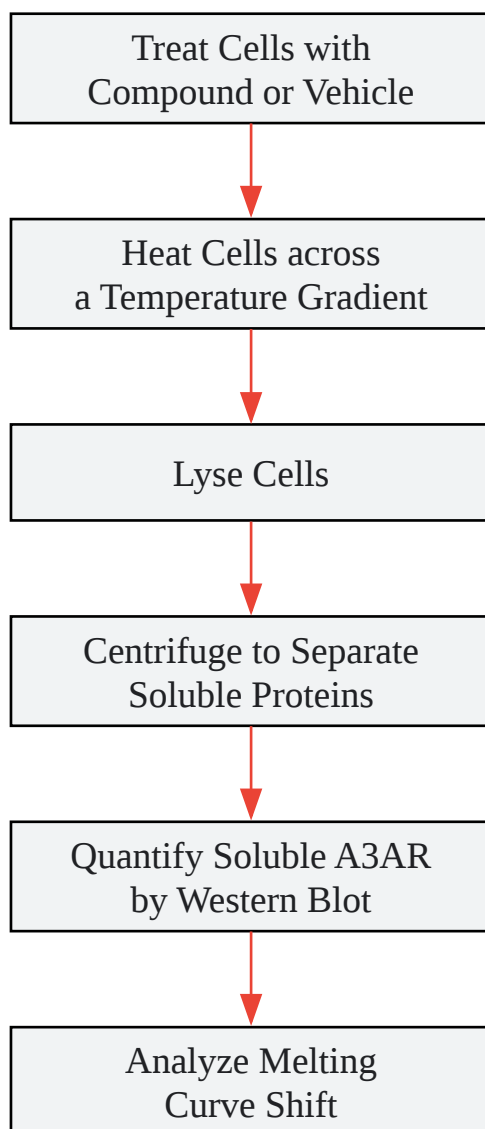 Treat Cells with
Compound or Vehicle
Heat Cells across
a Temperature Gradient
Lyse Cells
Centrifuge to Separate
Soluble Proteins
Quantify Soluble A3AR
by Western Blot
Analyze Melting
Curve Shift